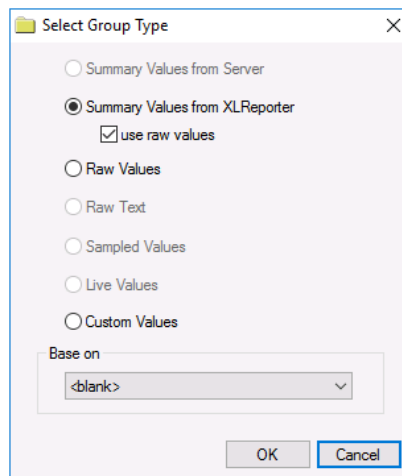 Select Group Type
Summary Values from Server
Summary Values from XLReporter
use raw values
Raw Values
Raw Text
Sampled Values
Live Values
Custom Values
Base on
<blank>
OK
Cancel